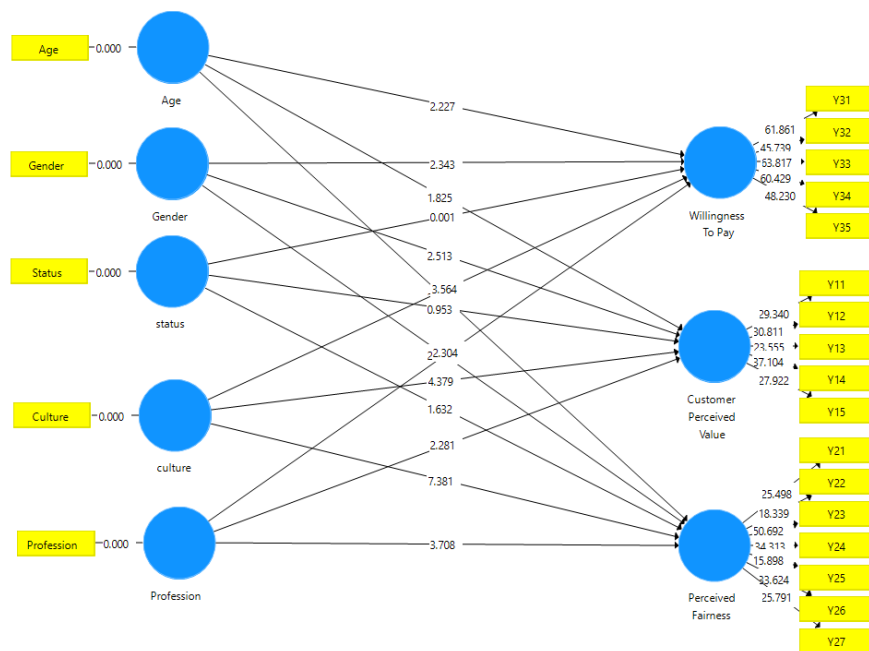 Age
0.000
Age
Gender
0.000
Gender
Status
0.000
status
Culture
0.000
culture
Profession
0.000
Profession
2.227
2.343
1.825
0.001
2.513
3.564
0.953
2.304
4.379
1.632
2.281
7.381
3.708
Willingness
To Pay
61.861
45.739
63.817
60.429
48.230
Y31
Y32
Y33
Y34
Y35
Customer
Perceived
Value
29.340
30.811
23.555
37.104
27.922
Y11
Y12
Y13
Y14
Y15
Perceived
Fairness
25.498
18.339
50.692
34.313
15.898
33.624
25.791
Y21
Y22
Y23
Y24
Y25
Y26
Y27